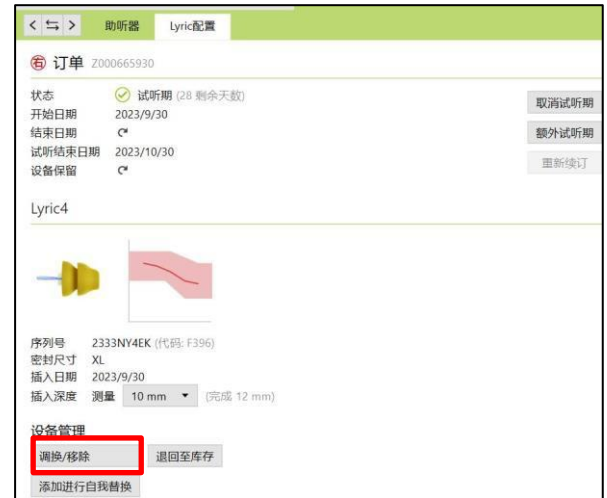 助听器 Lyric配置
右 订单 Z000665930
状态 试听期 (28 剩余天数) 取消试听期
开始日期 2023/9/30
结束日期 额外试听期
试听结束日期 2023/10/30
设备保留 重新续订
Lyric4
序列号 2333NY4EK (代码: F396)
密封尺寸 XL
插入日期 2023/9/30
插入深度 测量 10 mm (完成 12 mm)
设备管理
调换/移除 退回至库存
添加进行自我替换